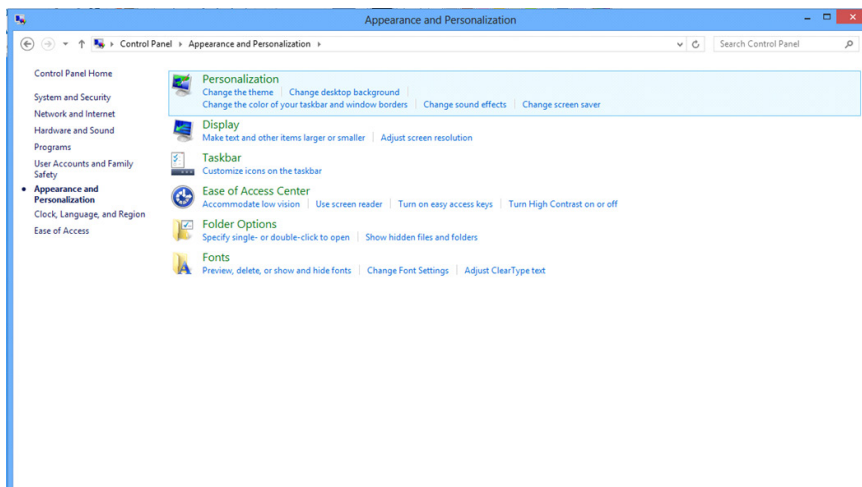 Appearance and Personalization
Control Panel Appearance and Personalization
Search Control Panel
Control Panel Home
System and Security
Network and Internet
Hardware and Sound
Programs
User Accounts and Family
Safety
Appearance and
Personalization
Clock, Language, and Region
Ease of Access
Personalization
Change the theme Change desktop background
Change the color of your taskbar and window borders Change sound effects Change screen saver
Display
Make text and other items larger or smaller Adjust screen resolution
Taskbar
Customize icons on the taskbar
Ease of Access Center
Accommodate low vision Use screen reader Turn on easy access keys Turn High Contrast on or off
Folder Options
Specify single- or double-click to open Show hidden files and folders
Fonts
Preview, delete, or show and hide fonts Change Font Settings Adjust ClearType text